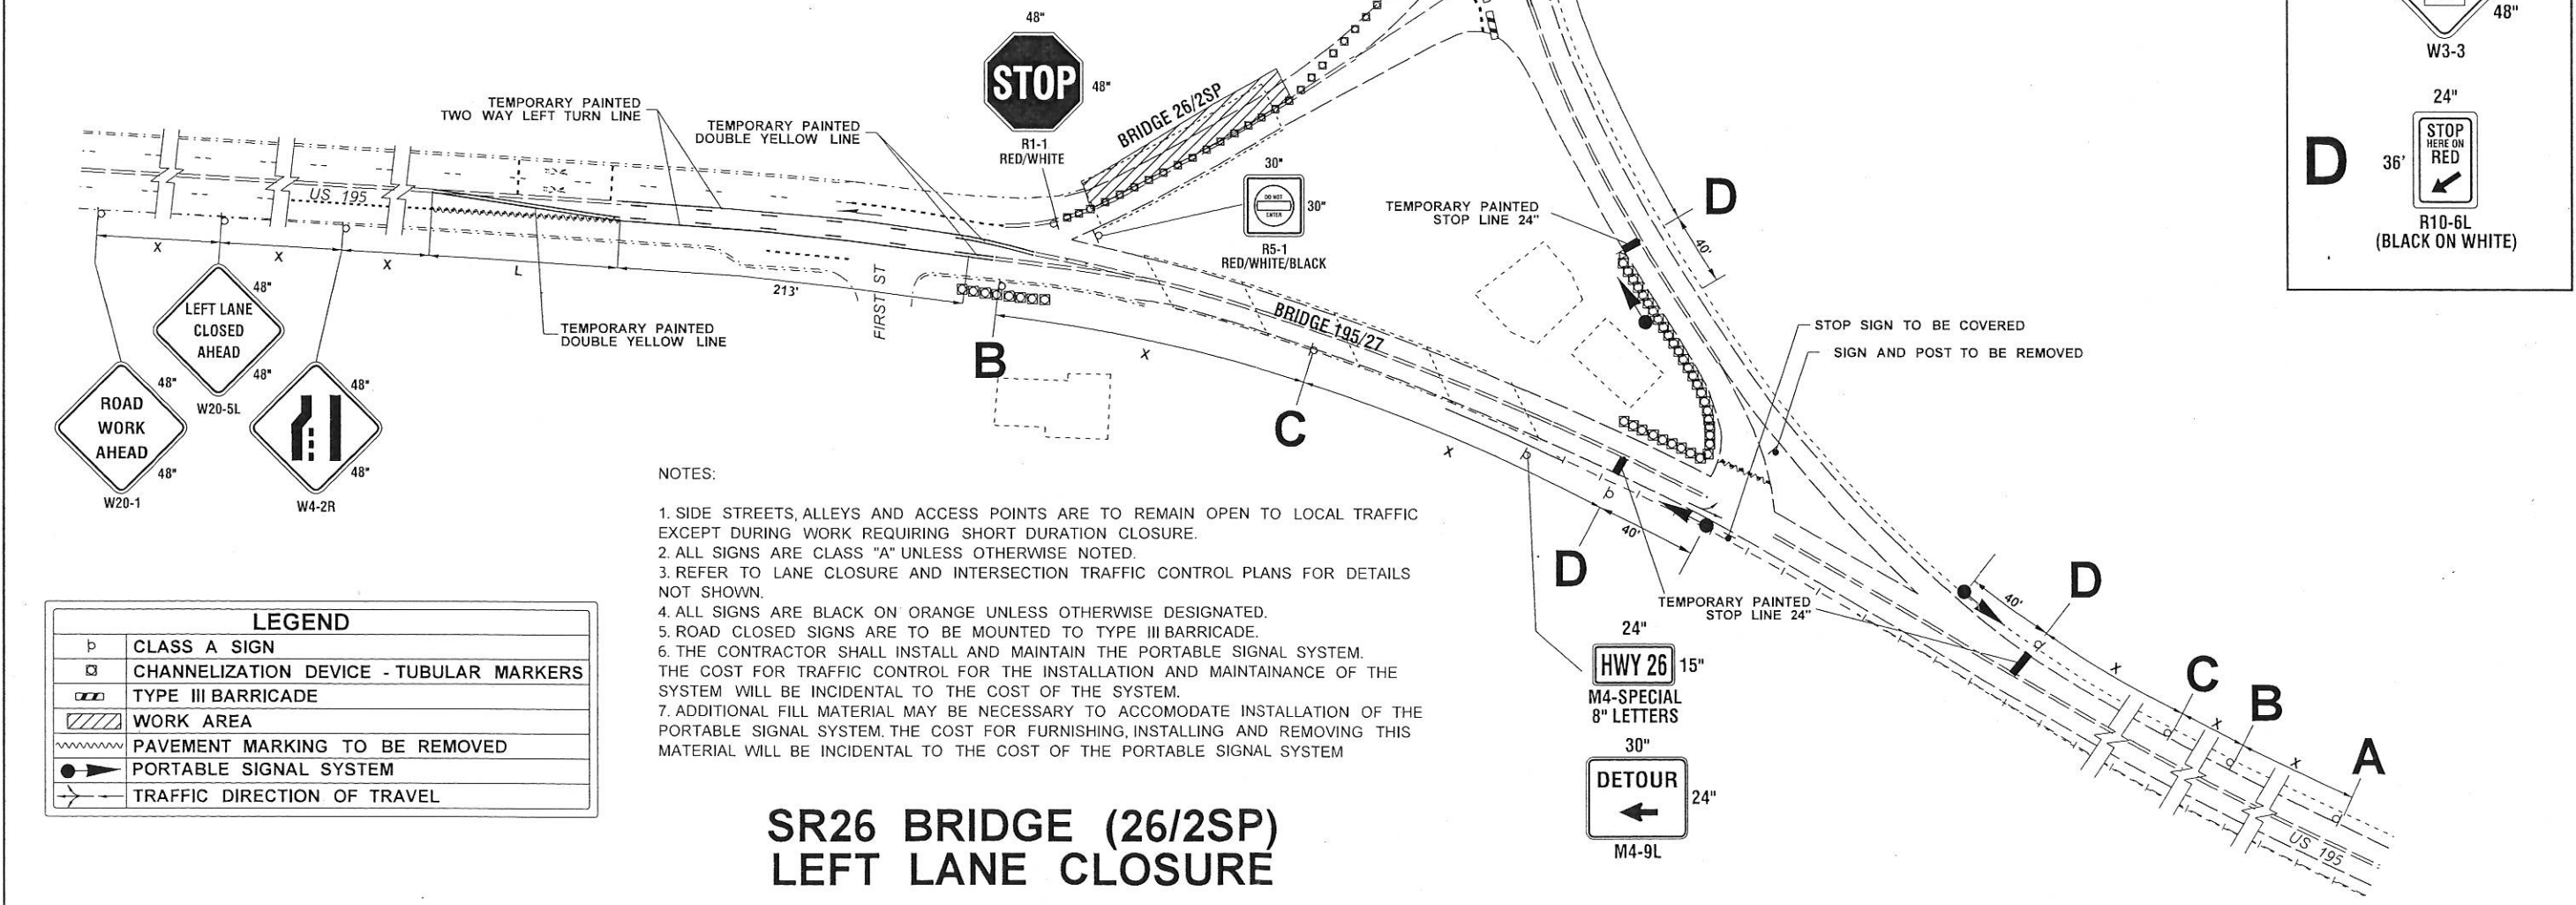 48"
W3-3
24"
STOP
HERE ON
RED
36'
D
R10-6L
(BLACK ON WHITE)
48"
STOP
48"
R1-1
RED/WHITE
BRIDGE 26/2SP
TEMPORARY PAINTED
TWO WAY LEFT TURN LINE
TEMPORARY PAINTED
DOUBLE YELLOW LINE
30"
DO NOT
ENTER
30"
R5-1
RED/WHITE/BLACK
TEMPORARY PAINTED
STOP LINE 24"
D
40'
US 195
X
X
X
L
213'
FIRST ST
TEMPORARY PAINTED
DOUBLE YELLOW LINE
B
X
BRIDGE 195/27
C
X
STOP SIGN TO BE COVERED
SIGN AND POST TO BE REMOVED
LEFT LANE
CLOSED
AHEAD
48"
48"
W20-5L
ROAD
WORK
AHEAD
48"
48"
W20-1
48"
48"
W4-2R
D
40'
TEMPORARY PAINTED
STOP LINE 24"
40'
D
X
C
X
B
X
A
US 195
24"
HWY 26
15"
M4-SPECIAL
8" LETTERS
30"
DETOUR
24"
M4-9L
NOTES:
1. SIDE STREETS, ALLEYS AND ACCESS POINTS ARE TO REMAIN OPEN TO LOCAL TRAFFIC
EXCEPT DURING WORK REQUIRING SHORT DURATION CLOSURE.
2. ALL SIGNS ARE CLASS "A" UNLESS OTHERWISE NOTED.
3. REFER TO LANE CLOSURE AND INTERSECTION TRAFFIC CONTROL PLANS FOR DETAILS
NOT SHOWN.
4. ALL SIGNS ARE BLACK ON ORANGE UNLESS OTHERWISE DESIGNATED.
5. ROAD CLOSED SIGNS ARE TO BE MOUNTED TO TYPE III BARRICADE.
6. THE CONTRACTOR SHALL INSTALL AND MAINTAIN THE PORTABLE SIGNAL SYSTEM.
THE COST FOR TRAFFIC CONTROL FOR THE INSTALLATION AND MAINTAINANCE OF THE
SYSTEM WILL BE INCIDENTAL TO THE COST OF THE SYSTEM.
7. ADDITIONAL FILL MATERIAL MAY BE NECESSARY TO ACCOMODATE INSTALLATION OF THE
PORTABLE SIGNAL SYSTEM. THE COST FOR FURNISHING, INSTALLING AND REMOVING THIS
MATERIAL WILL BE INCIDENTAL TO THE COST OF THE PORTABLE SIGNAL SYSTEM
LEGEND
CLASS A SIGN
CHANNELIZATION DEVICE - TUBULAR MARKERS
TYPE III BARRICADE
WORK AREA
PAVEMENT MARKING TO BE REMOVED
PORTABLE SIGNAL SYSTEM
TRAFFIC DIRECTION OF TRAVEL
SR26 BRIDGE (26/2SP)
LEFT LANE CLOSURE